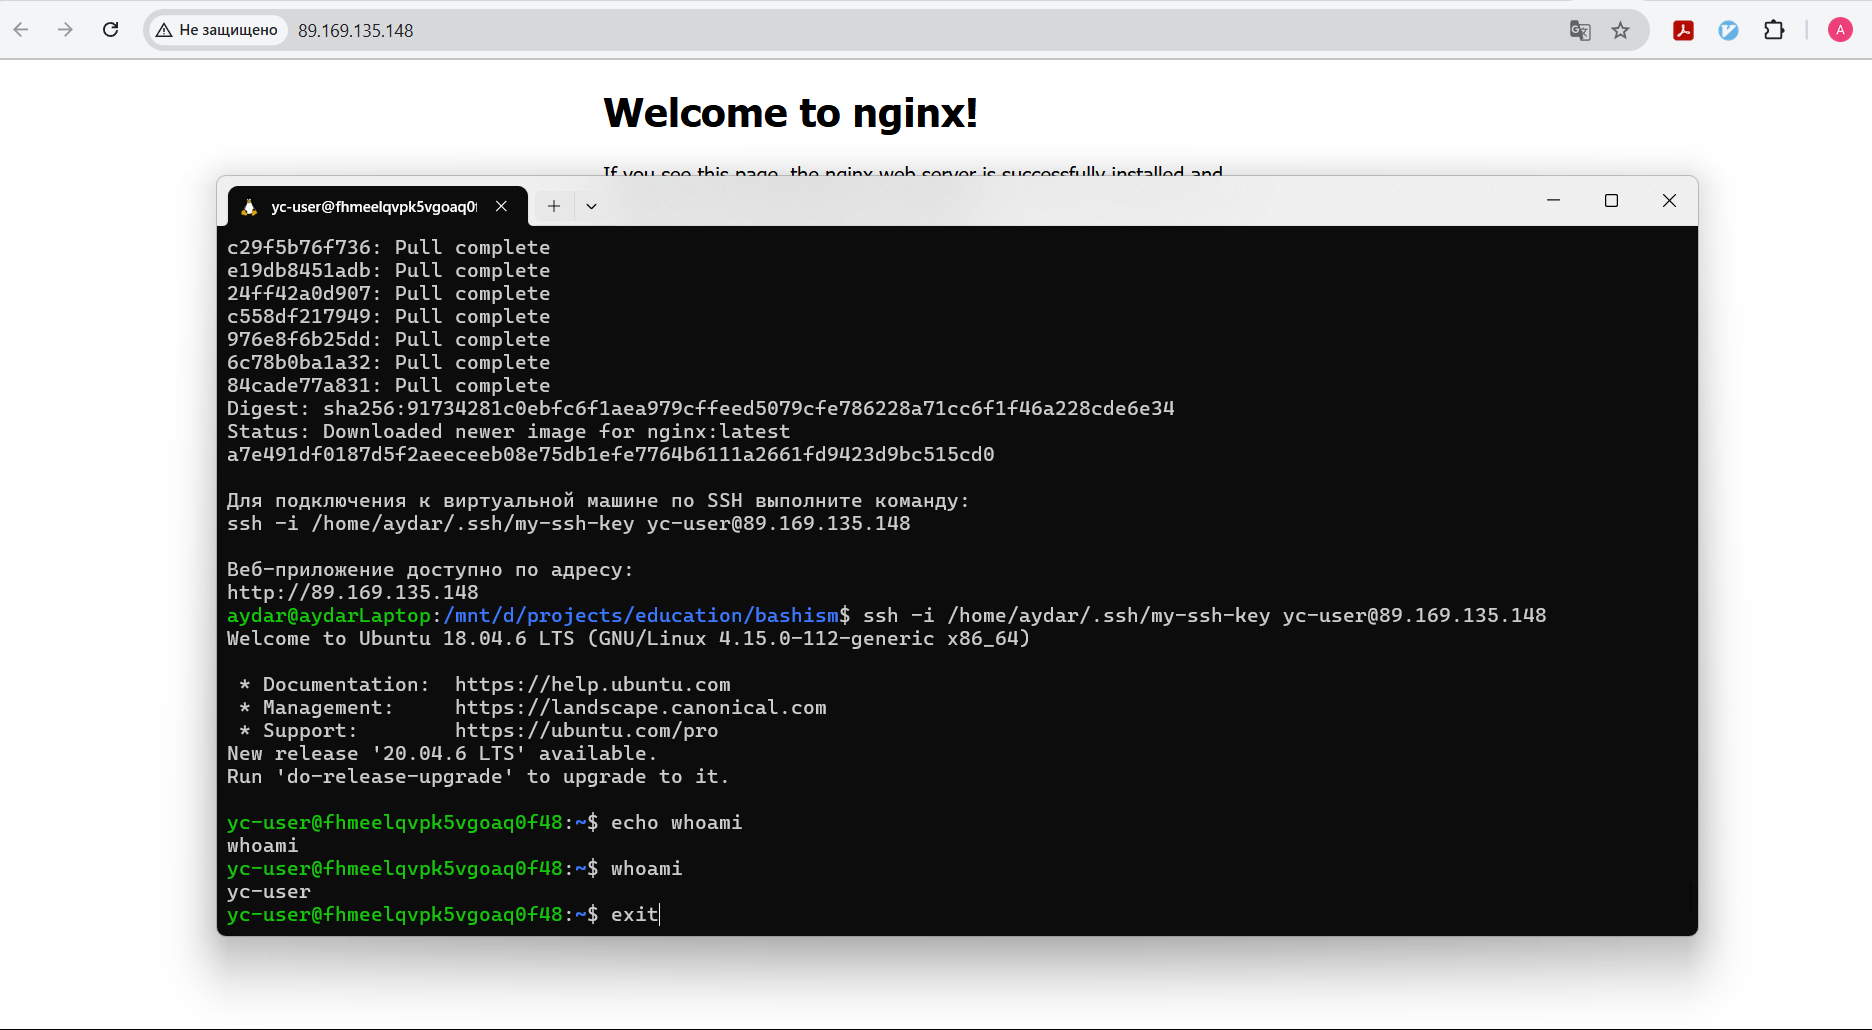 Не защищено 89.169.135.148
A
Welcome to nginx!
If you see this page, the nginx web server is successfully installed and
yc-user@fhmeelqvpk5vgoaq0f
c29f5b76f736: Pull complete
e19db8451adb: Pull complete
24ff42a0d907: Pull complete
c558df217949: Pull complete
976e8f6b25dd: Pull complete
6c78b0ba1a32: Pull complete
84cade77a831: Pull complete
Digest: sha256:91734281c0ebfc6f1aea979cffeed5079cfe786228a71cc6f1f46a228cde6e34
Status: Downloaded newer image for nginx:latest
a7e491df0187d5f2aeeceeb08e75db1efe7764b6111a2661fd9423d9bc515cd0
Для подключения к виртуальной машине по SSH выполните команду:
ssh -i /home/aydar/.ssh/my-ssh-key yc-user@89.169.135.148
Веб-приложение доступно по адресу:
http://89.169.135.148
aydar@aydarLaptop:/mnt/d/projects/education/bashism$ ssh -i /home/aydar/.ssh/my-ssh-key yc-user@89.169.135.148
Welcome to Ubuntu 18.04.6 LTS (GNU/Linux 4.15.0-112-generic x86_64)
* Documentation: https://help.ubuntu.com
* Management: https://landscape.canonical.com
* Support: https://ubuntu.com/pro
New release '20.04.6 LTS' available.
Run 'do-release-upgrade' to upgrade to it.
yc-user@fhmeelqvpk5vgoaq0f48:~$ echo whoami
whoami
yc-user@fhmeelqvpk5vgoaq0f48:~$ whoami
yc-user
yc-user@fhmeelqvpk5vgoaq0f48:~$ exit